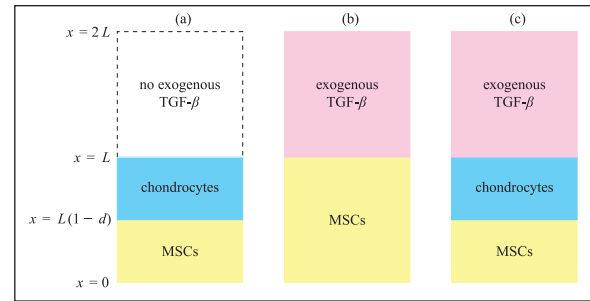 (a) (b) (c)
x = 2 L
no exogenous
TGF-β
exogenous
TGF-β
exogenous
TGF-β
x = L
chondrocytes
chondrocytes
MSCs
x = L (1 − d)
MSCs
MSCs
x = 0